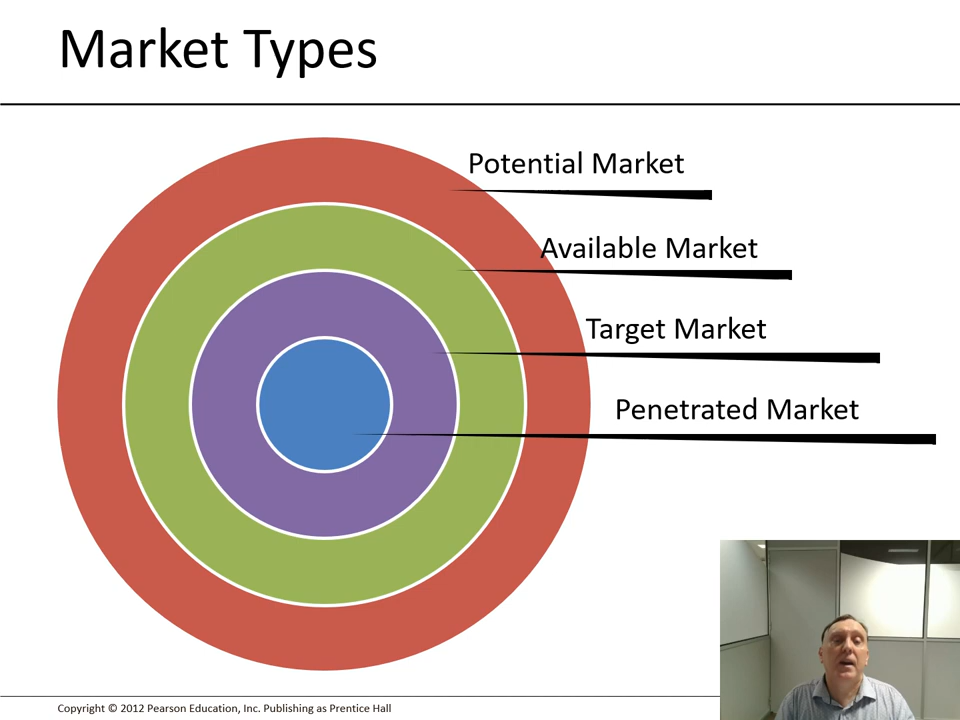 Market Types
Potential Market
Available Market
Target Market
Penetrated Market
Copyright © 2012 Pearson Education, Inc. Publishing as Prentice Hall